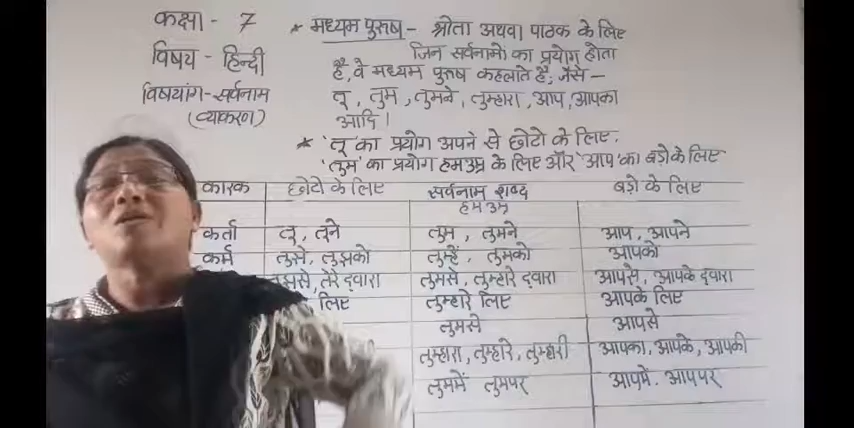 कक्षा - 7
विषय - हिन्दी
विषयांग - सर्वनाम
(व्याकरण)
* मध्यम पुरुष - श्रोता अथवा पाठक के लिए
जिन सर्वनामों का प्रयोग होता
है, वे मध्यम पुरुष कहलाते है; जैसे -
तू, तुम, तुमने, तुम्हारा, आप, आपका
आदि।
* 'तू' का प्रयोग अपने से छोटो के लिए,
'तुम' का प्रयोग हमउम्र के लिए और 'आप' का बड़ो के लिए
कारक छोटो के लिए सर्वनाम शब्द बड़ो के लिए
हमउम्र
कर्ता तू, तूने तुम, तुमने आप, आपने
कर्म तुझे, तुझको तुम्हें, तुमको आपको
तेरे द्वारा तुमसे, तुम्हारे द्वारा आपसे, आपके द्वारा
लिए तुम्हारे लिए आपके लिए
तुमसे आपसे
तुम्हारा, तुम्हारे, तुम्हारी आपका, आपके, आपकी
तुममें तुमपर आपमें. आपपर